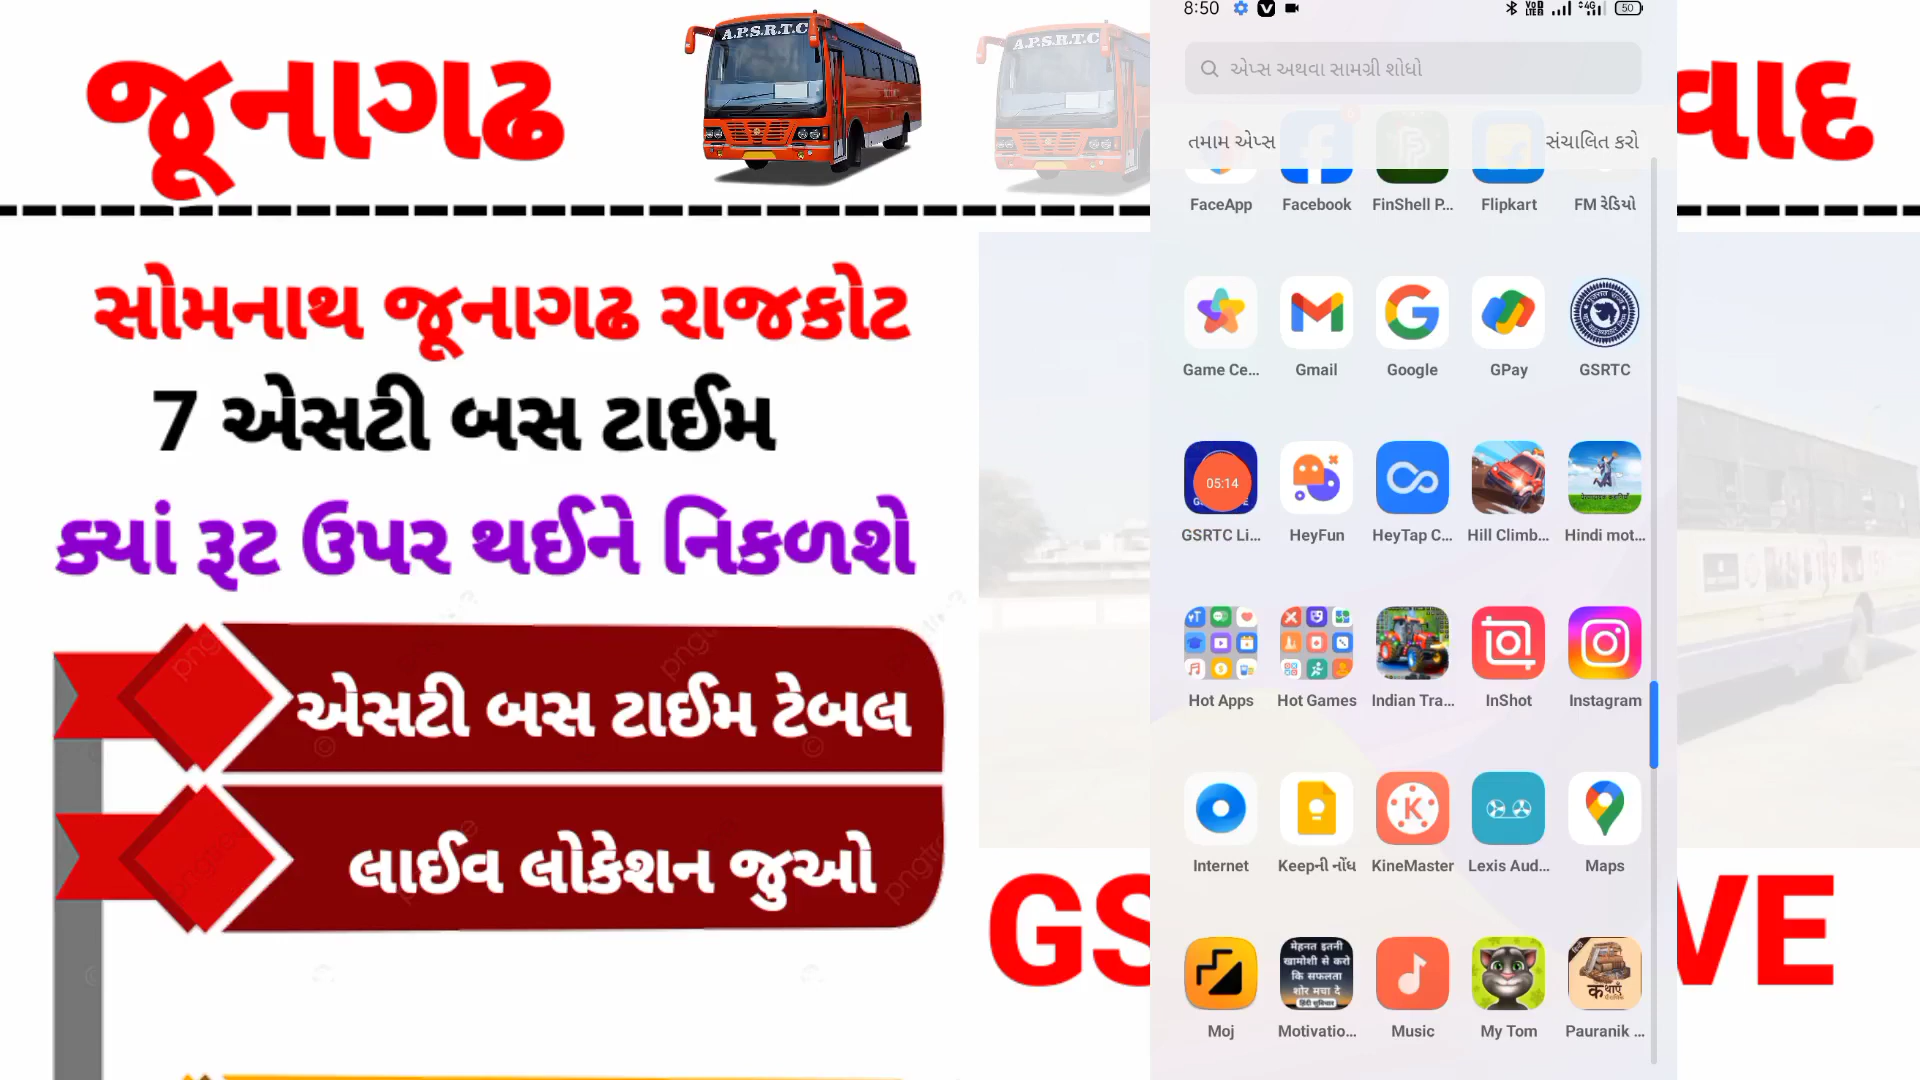 જૂનાગઢ
A.P.S.R.T.C
A.P.S.R.T.C
વાદ
સોમનાથ જૂનાગઢ રાજકોટ
7 એસટી બસ ટાઈમ
ક્યાં રૂટ ઉપર થઈને નિકળશે
એસટી બસ ટાઈમ ટેબલ
લાઈવ લોકેશન જુઓ
GS
VE
8:50
4G
50
એપ્સ અથવા સામગ્રી શોધો
તમામ એપ્સ
સંચાલિત કરો
FaceApp Facebook FinShell P... Flipkart FM રેડિયો
Game Ce... Gmail Google GPay GSRTC
05:14
GSRTC Li... HeyFun HeyTap C... Hill Climb... Hindi mot...
Hot Apps Hot Games Indian Tra... InShot Instagram
Internet Keepની નોંધ KineMaster Lexis Aud... Maps
मेहनत इतनी
खामोशी से करो
कि सफलता
शोर मचा दे
हिंदी सुविचार
हिन्दी
कथाएँ
Moj Motivatio... Music My Tom Pauranik ...